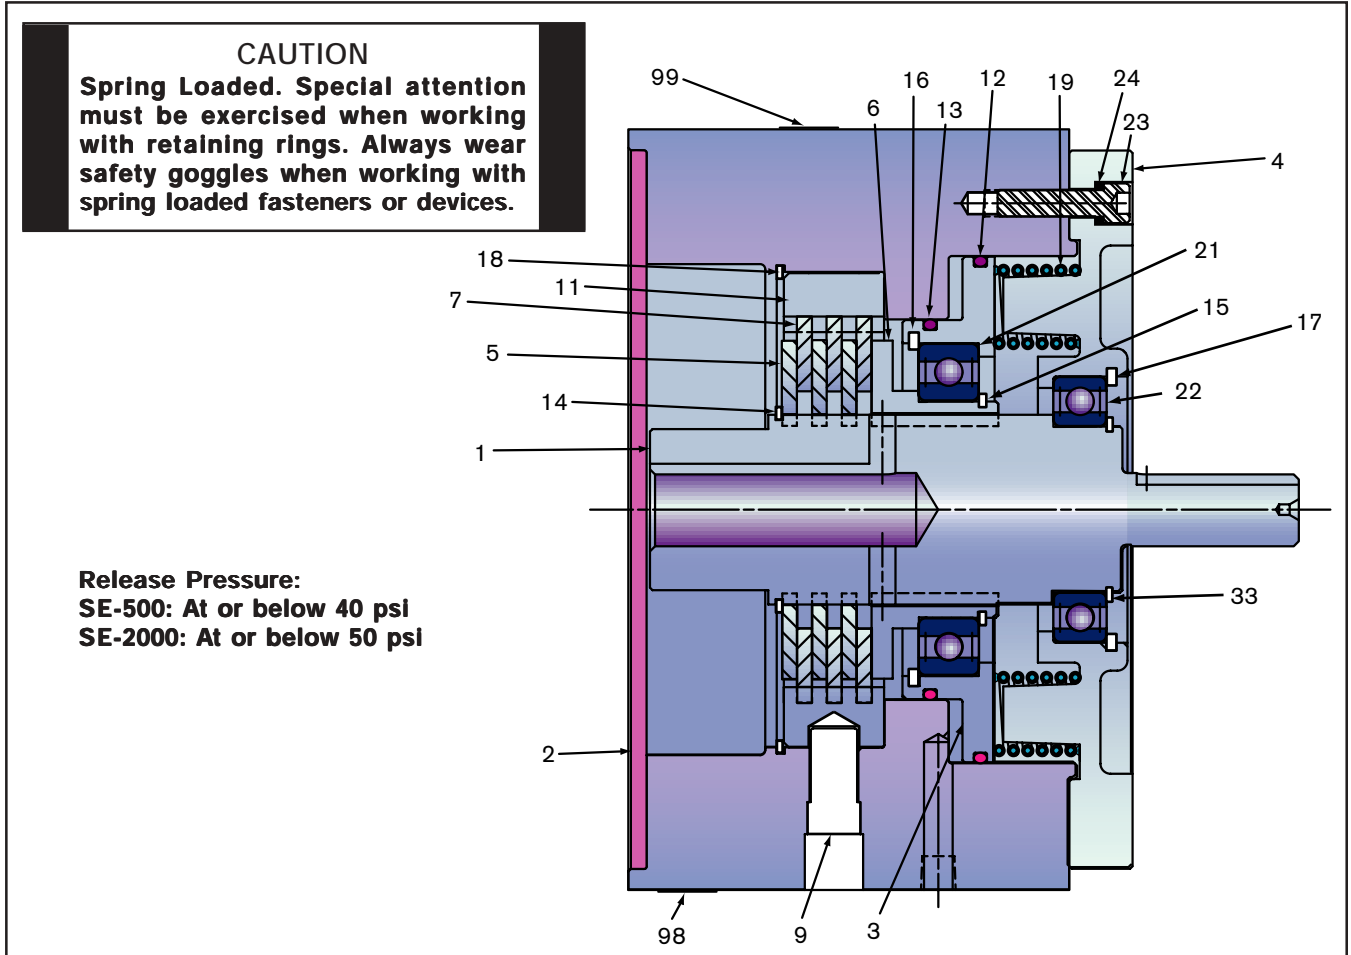 CAUTION
Spring Loaded. Special attention
must be exercised when working
with retaining rings. Always wear
safety goggles when working with
spring loaded fasteners or devices.
99
16
12
19
24
6
13
23
4
18
21
11
7
15
17
5
22
14
1
Release Pressure:
SE-500: At or below 40 psi
SE-2000: At or below 50 psi
33
2
98
9
3